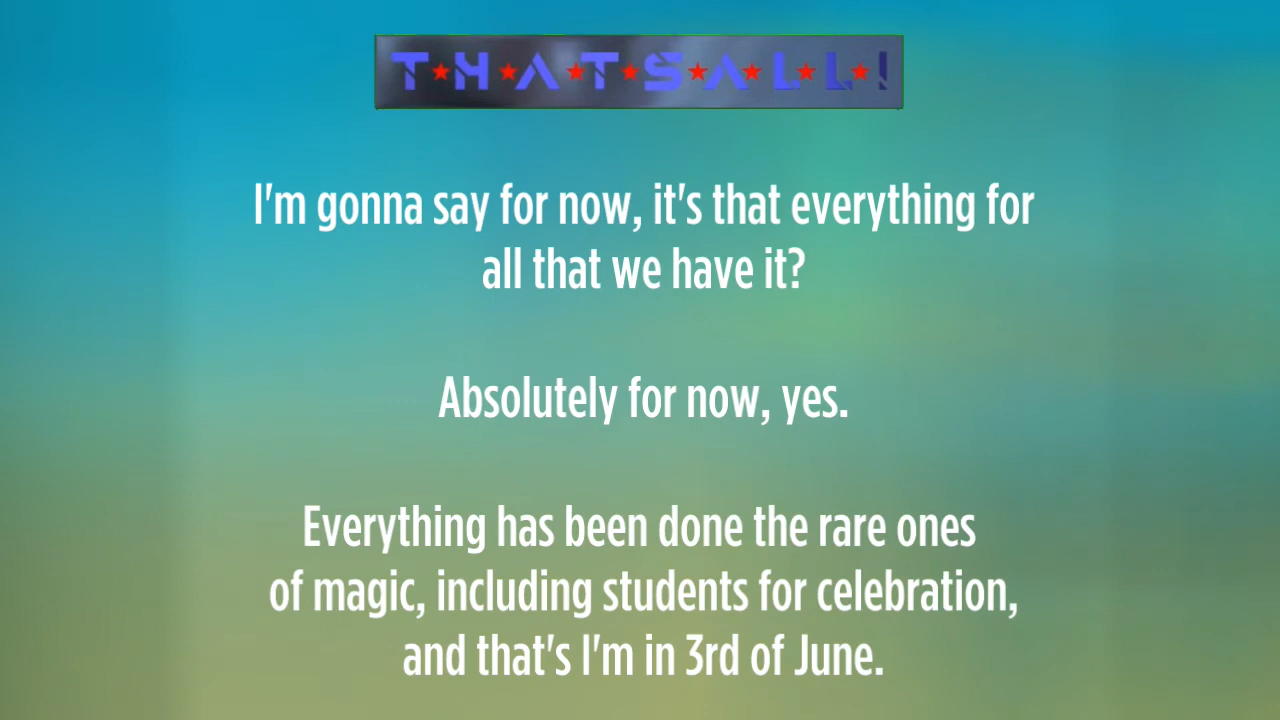 T★H★A★T★S★A★L★L★!
I'm gonna say for now, it's that everything for
all that we have it?
Absolutely for now, yes.
Everything has been done the rare ones
of magic, including students for celebration,
and that's I'm in 3rd of June.